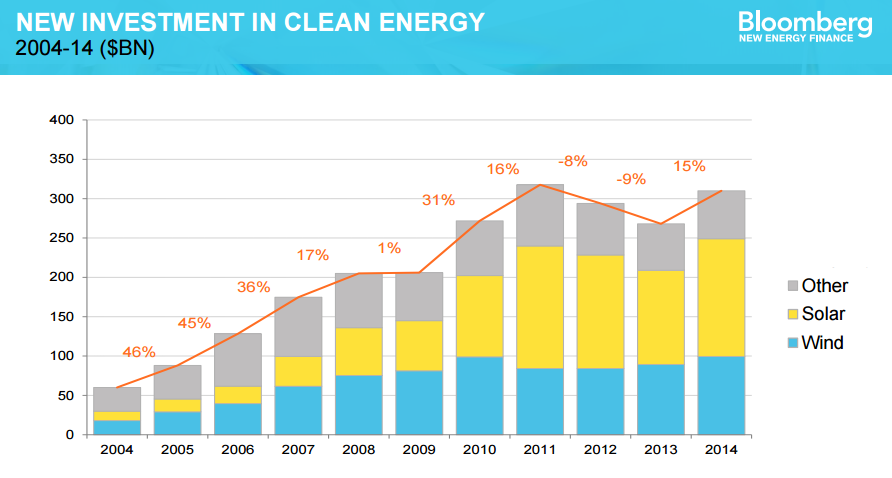 NEW INVESTMENT IN CLEAN ENERGY
2004-14 ($BN)
Bloomberg
NEW ENERGY FINANCE
400
350
300
250
200
150
100
50
0
46%
45%
36%
17%
1%
31%
16%
-8%
-9%
15%
2004 2005 2006 2007 2008 2009 2010 2011 2012 2013 2014
Other
Solar
Wind